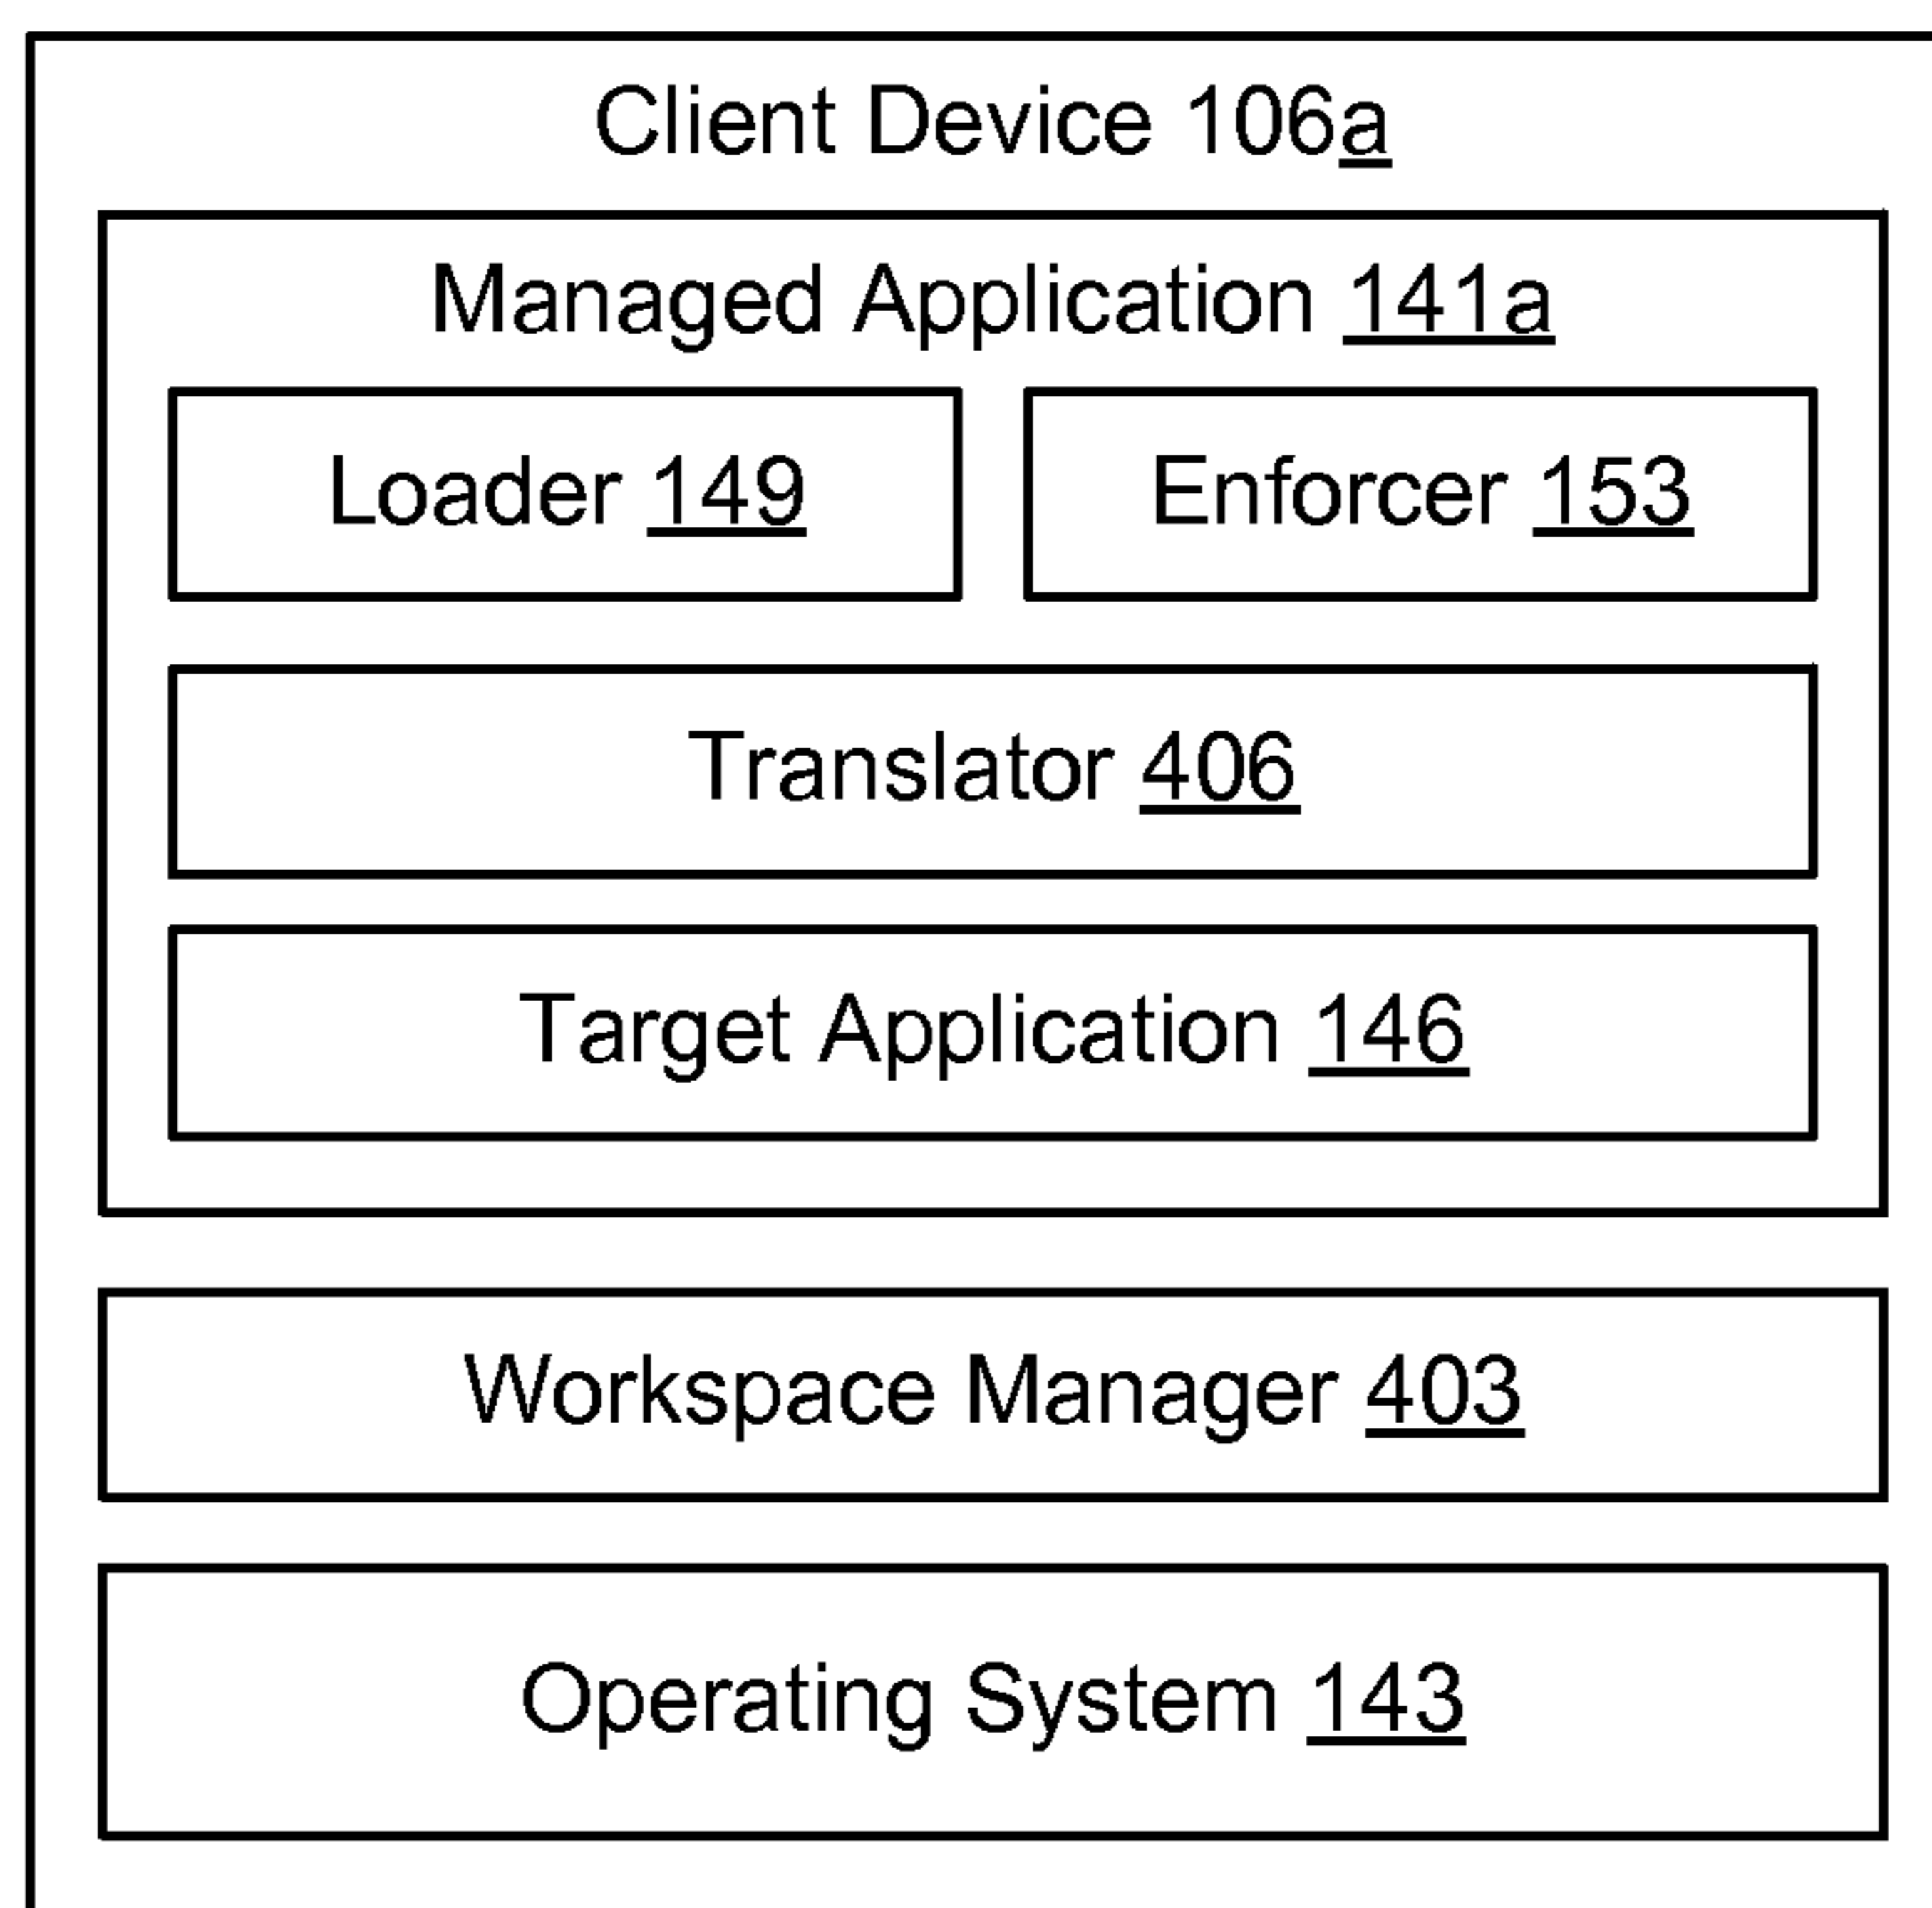 Client Device 106a
Managed Application 141a
Loader 149
Enforcer 153
Translator 406
Target Application 146
Workspace Manager 403
Operating System 143